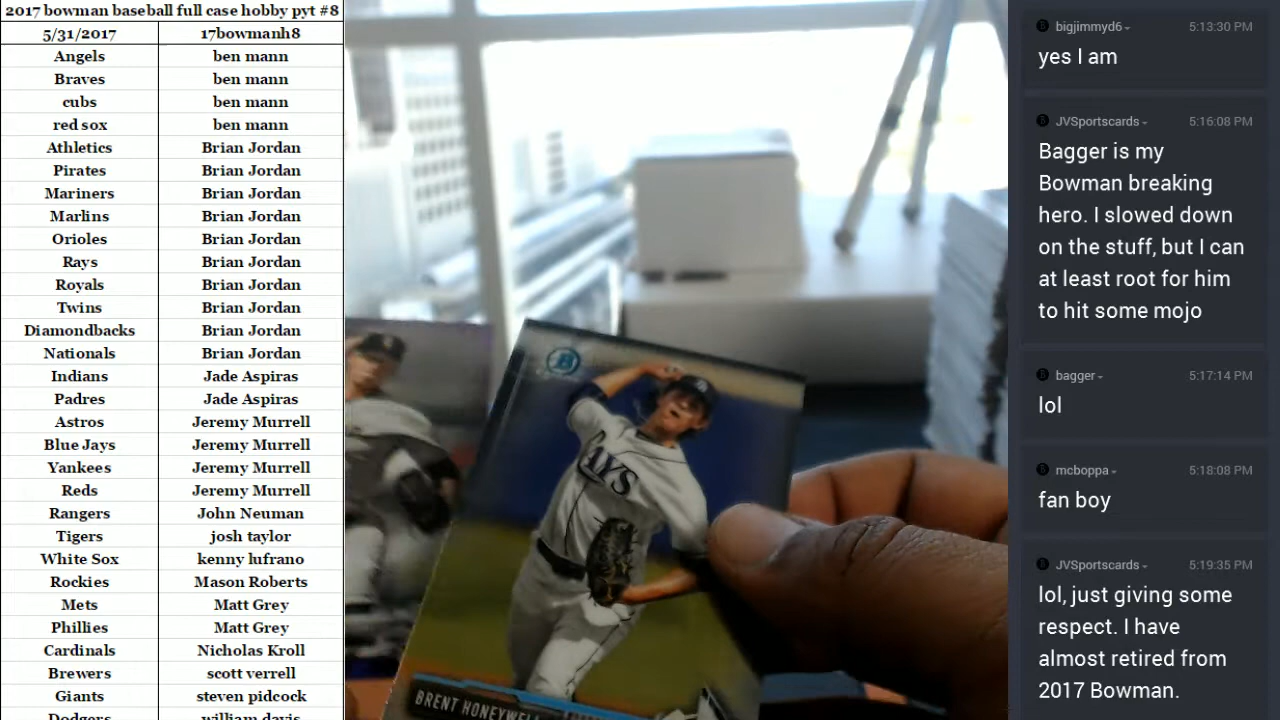 2017 bowman baseball full case hobby pyt #8
5/31/2017 17bowmanh8
Angels ben mann
Braves ben mann
cubs ben mann
red sox ben mann
Athletics Brian Jordan
Pirates Brian Jordan
Mariners Brian Jordan
Marlins Brian Jordan
Orioles Brian Jordan
Rays Brian Jordan
Royals Brian Jordan
Twins Brian Jordan
Diamondbacks Brian Jordan
Nationals Brian Jordan
Indians Jade Aspiras
Padres Jade Aspiras
Astros Jeremy Murrell
Blue Jays Jeremy Murrell
Yankees Jeremy Murrell
Reds Jeremy Murrell
Rangers John Neuman
Tigers josh taylor
White Sox kenny lufrano
Rockies Mason Roberts
Mets Matt Grey
Phillies Matt Grey
Cardinals Nicholas Kroll
Brewers scott verrell
Giants steven pidcock
Dodgers william davis
B
RAYS
BRENT HONEYWELL
bigjimmyd6 5:13:30 PM
yes I am
JVSportscards 5:16:08 PM
Bagger is my
Bowman breaking
hero. I slowed down
on the stuff, but I can
at least root for him
to hit some mojo
bagger 5:17:14 PM
lol
mcboppa 5:18:08 PM
fan boy
JVSportscards 5:19:35 PM
lol, just giving some
respect. I have
almost retired from
2017 Bowman.